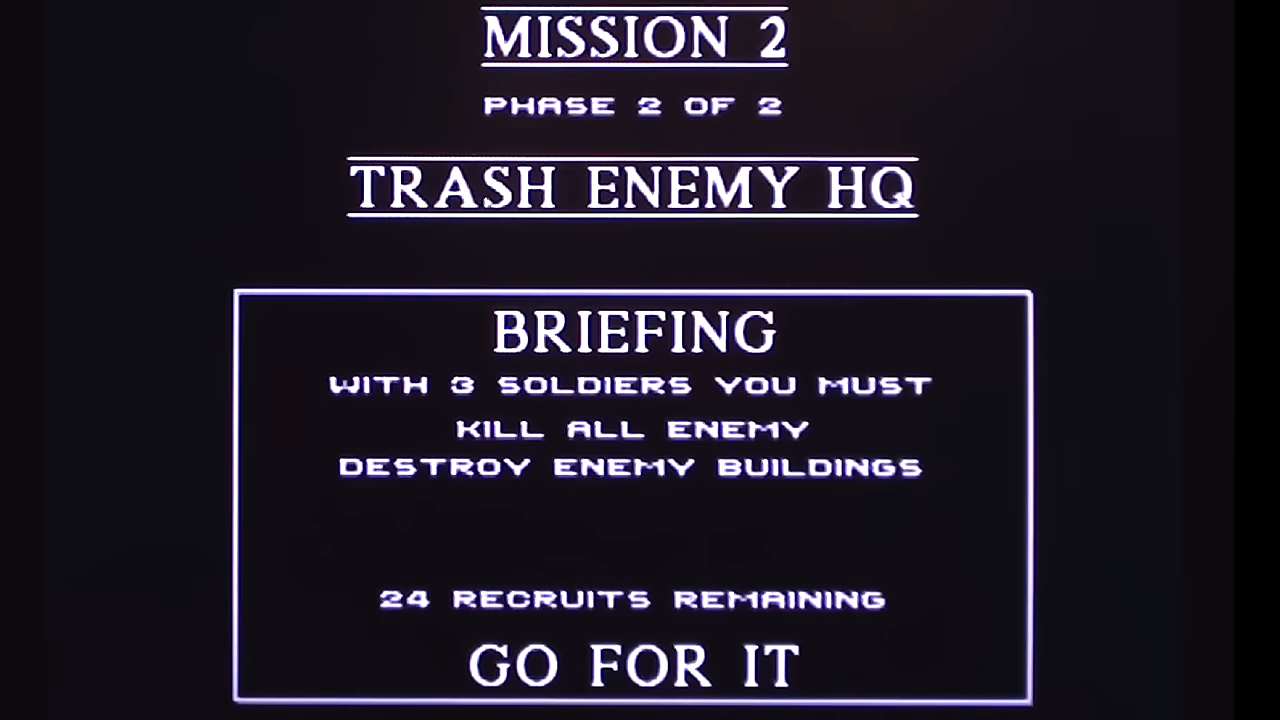 MISSION 2
PHASE 2 OF 2
TRASH ENEMY HQ
BRIEFING
WITH 3 SOLDIERS YOU MUST
KILL ALL ENEMY
DESTROY ENEMY BUILDINGS
24 RECRUITS REMAINING
GO FOR IT